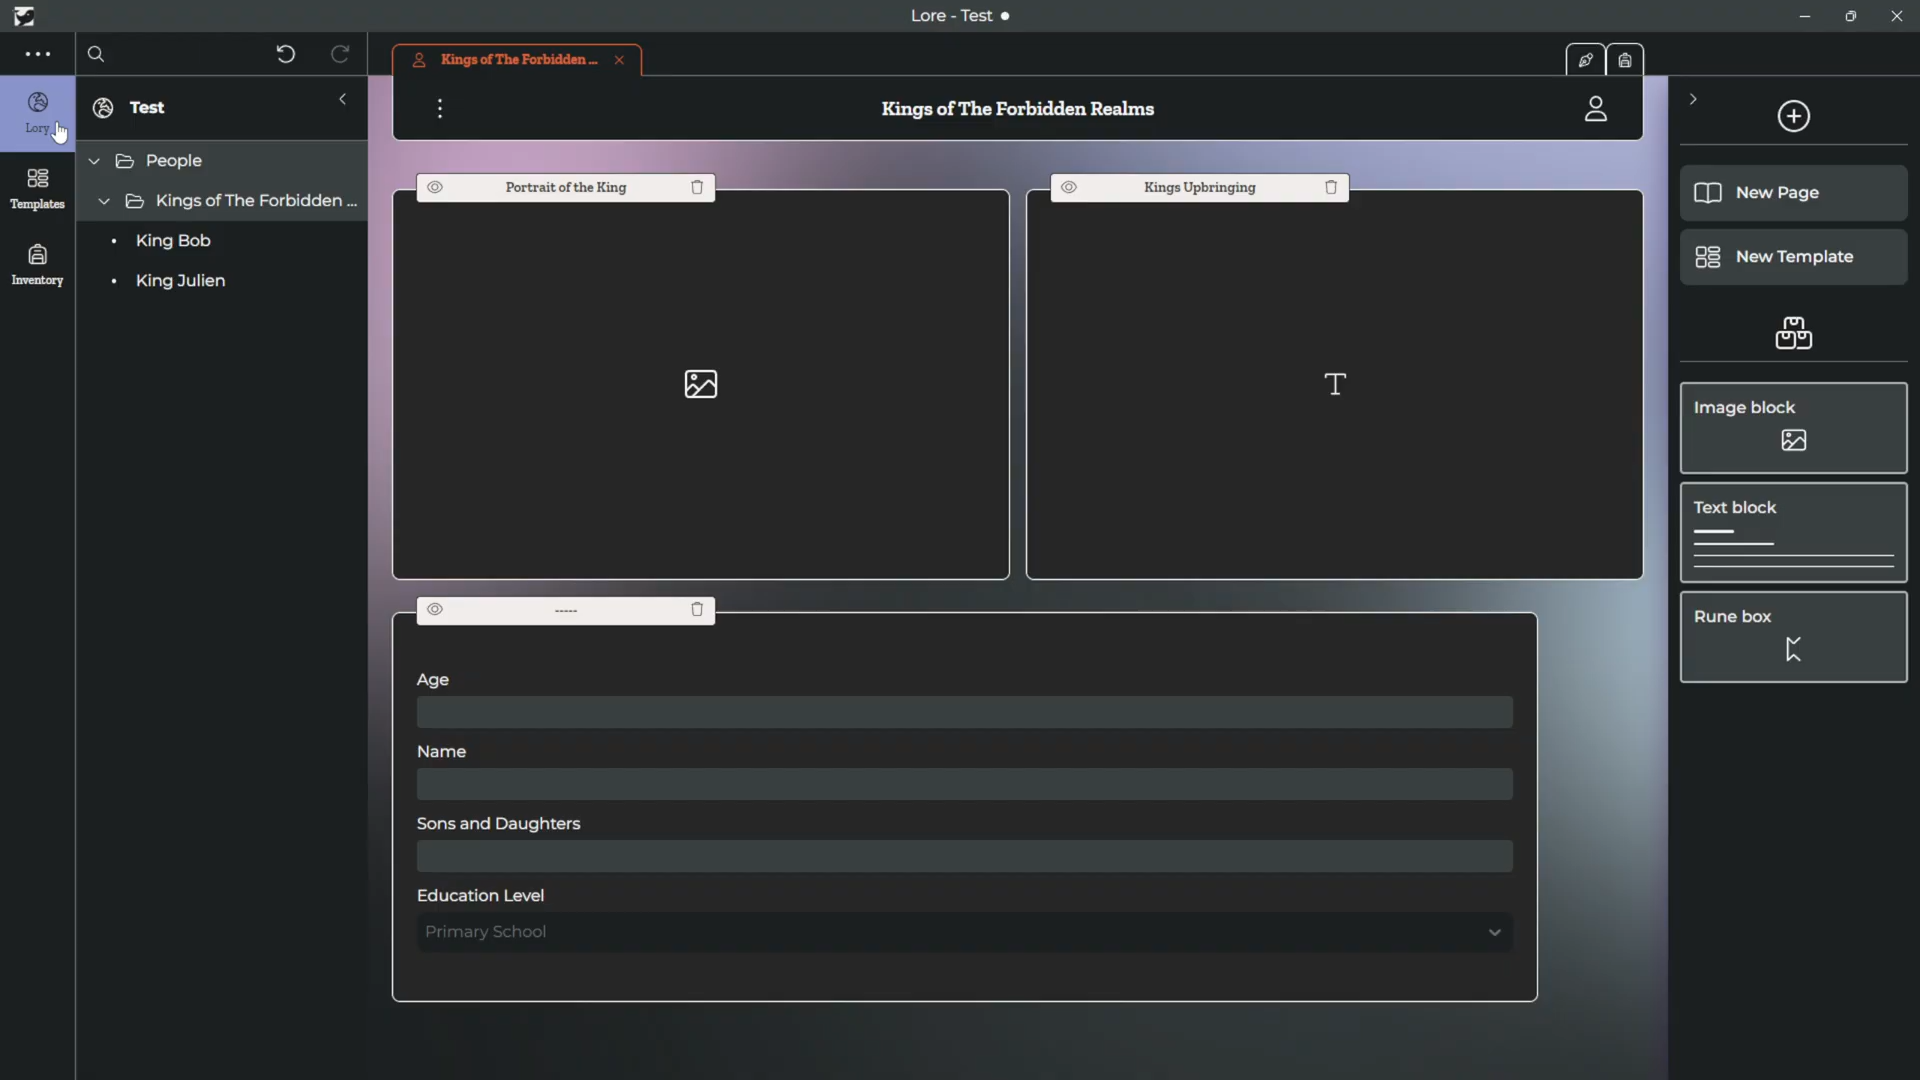 Lore - Test
Kings of The Forbidden ...
Lory
Test
Kings of The Forbidden Realms
New Page
People
Kings of The Forbidden ...
Portrait of the King
Kings Upbringing
Templates
New Template
King Bob
Inventory
King Julien
Image block
Text block
Rune box
-----
Age
Name
Sons and Daughters
Education Level
Primary School